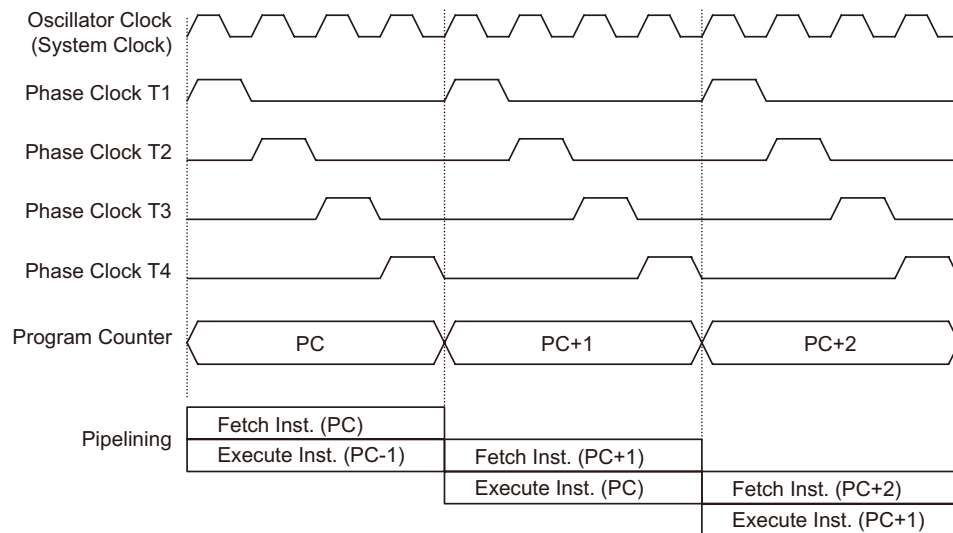 Oscillator Clock
(System Clock)
Phase Clock T1
Phase Clock T2
Phase Clock T3
Phase Clock T4
Program Counter
PC
PC+1
PC+2
Pipelining
Fetch Inst. (PC)
Execute Inst. (PC-1)
Fetch Inst. (PC+1)
Execute Inst. (PC)
Fetch Inst. (PC+2)
Execute Inst. (PC+1)